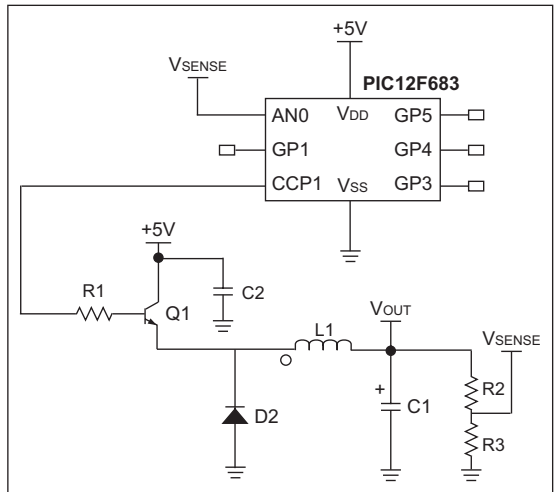 +5V
VSENSE
PIC12F683
AN0 VDD GP5
GP1 GP4
CCP1 VSS GP3
+5V
R1
C2
Q1
VOUT
L1
VSENSE
R2
+
C1
D2
R3